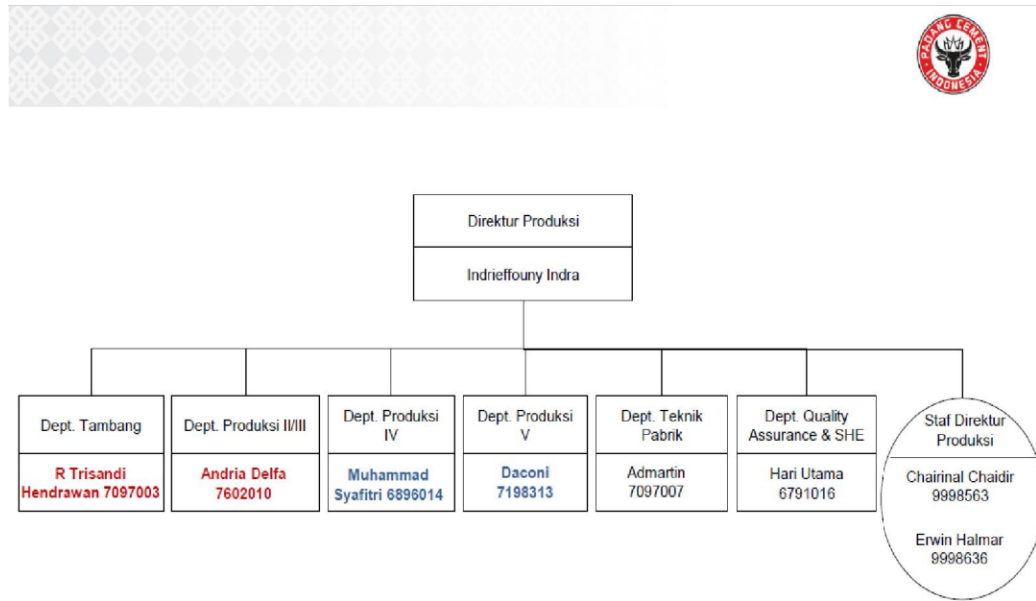 PADANG CEMENT
INDONESIA
Direktur Produksi
Indrieffouny Indra
Dept. Tambang
R Trisandi
Hendrawan 7097003
Dept. Produksi II/III
Andria Delfa
7602010
Dept. Produksi
IV
Muhammad
Syafitri 6896014
Dept. Produksi
V
Daconi
7198313
Dept. Teknik
Pabrik
Admartin
7097007
Dept. Quality
Assurance & SHE
Hari Utama
6791016
Staf Direktur
Produksi
Chairinal Chaidir
9998563
Erwin Halmar
9998636